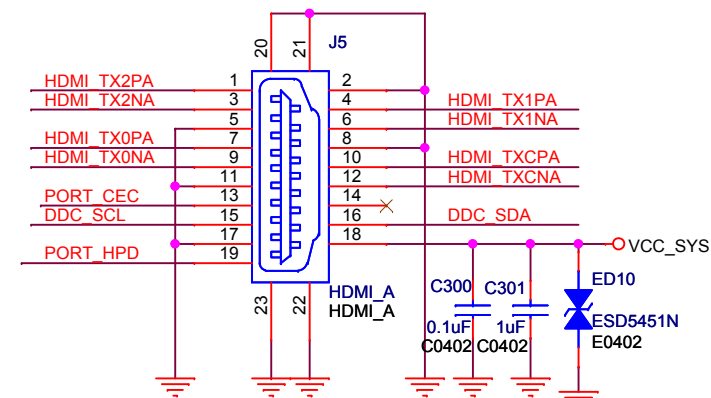 20 21 J5
HDMI_TX2PA 1 2
HDMI_TX2NA 3 4 HDMI_TX1PA
5 6 HDMI_TX1NA
HDMI_TX0PA 7 8
HDMI_TX0NA 9 10 HDMI_TXCPA
11 12 HDMI_TXCNA
PORT_CEC 13 14
DDC_SCL 15 16 DDC_SDA
17 18 VCC_SYS
PORT_HPD 19
23 22 HDMI_A
HDMI_A
C300 C301 ED10
0.1uF 1uF ESD5451N
C0402 C0402 E0402